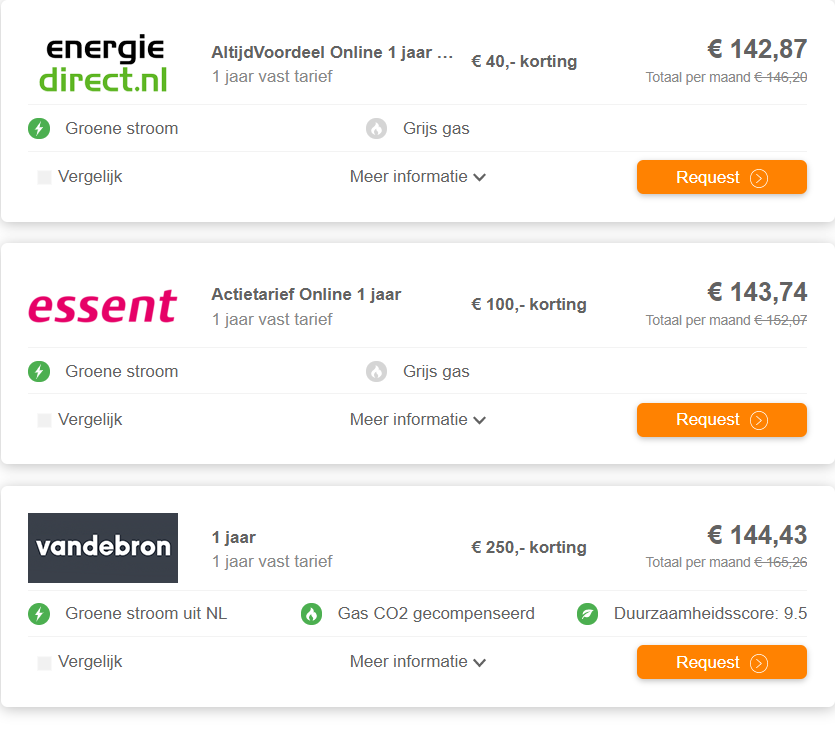 energie
direct.nl
AltijdVoordeel Online 1 jaar ...
1 jaar vast tarief
€ 40,- korting
€ 142,87
Totaal per maand € 146,20
Groene stroom
Grijs gas
Vergelijk
Meer informatie
Request
essent
Actietarief Online 1 jaar
1 jaar vast tarief
€ 100,- korting
€ 143,74
Totaal per maand € 152,07
Groene stroom
Grijs gas
Vergelijk
Meer informatie
Request
vandebron
1 jaar
1 jaar vast tarief
€ 250,- korting
€ 144,43
Totaal per maand € 165,26
Groene stroom uit NL
Gas CO2 gecompenseerd
Duurzaamheidsscore: 9.5
Vergelijk
Meer informatie
Request